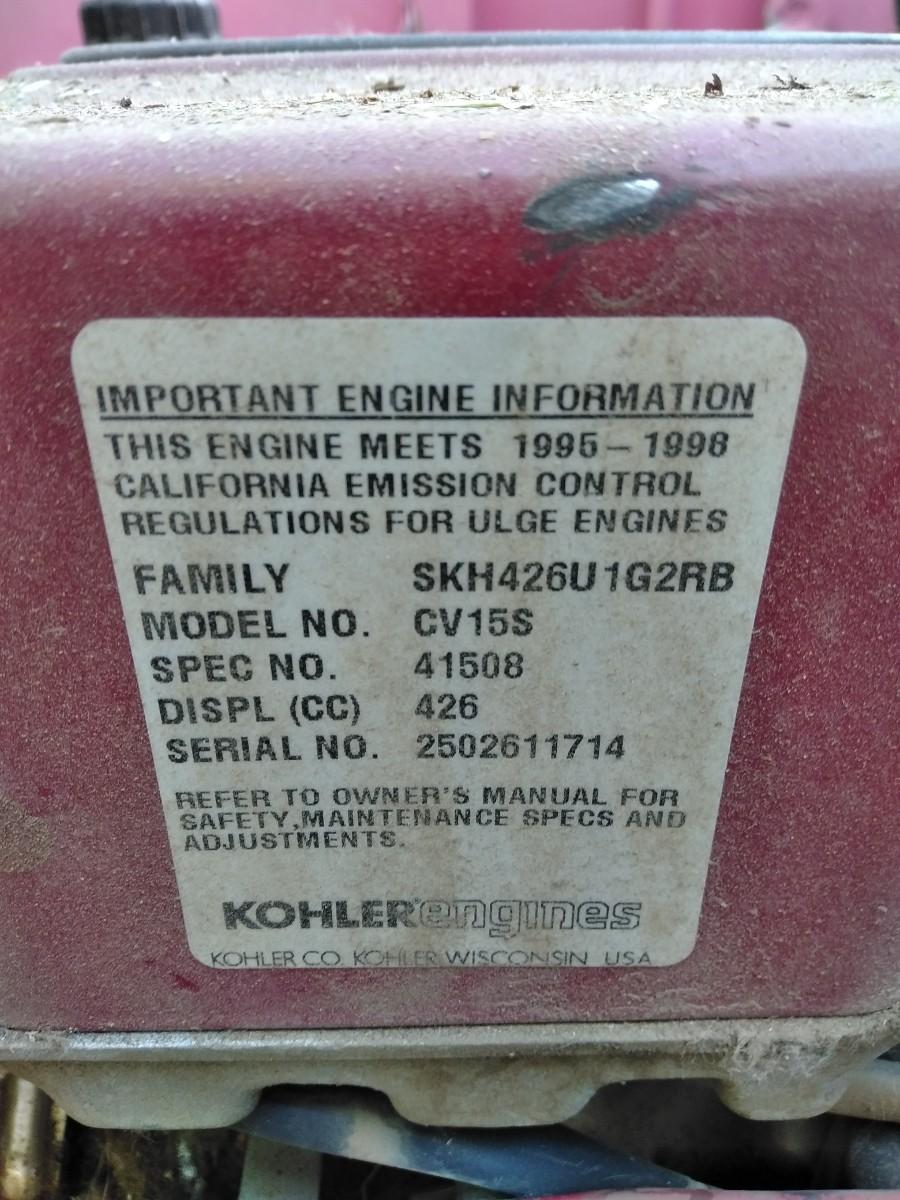 IMPORTANT ENGINE INFORMATION
THIS ENGINE MEETS 1995 – 1998
CALIFORNIA EMISSION CONTROL
REGULATIONS FOR ULGE ENGINES
FAMILY SKH426U1G2RB
MODEL NO. CV15S
SPEC NO. 41508
DISPL (CC) 426
SERIAL NO. 2502611714
REFER TO OWNER'S MANUAL FOR
SAFETY,MAINTENANCE SPECS AND
ADJUSTMENTS.
KOHLER engines
KOHLER CO. KOHLER WISCONSIN USA